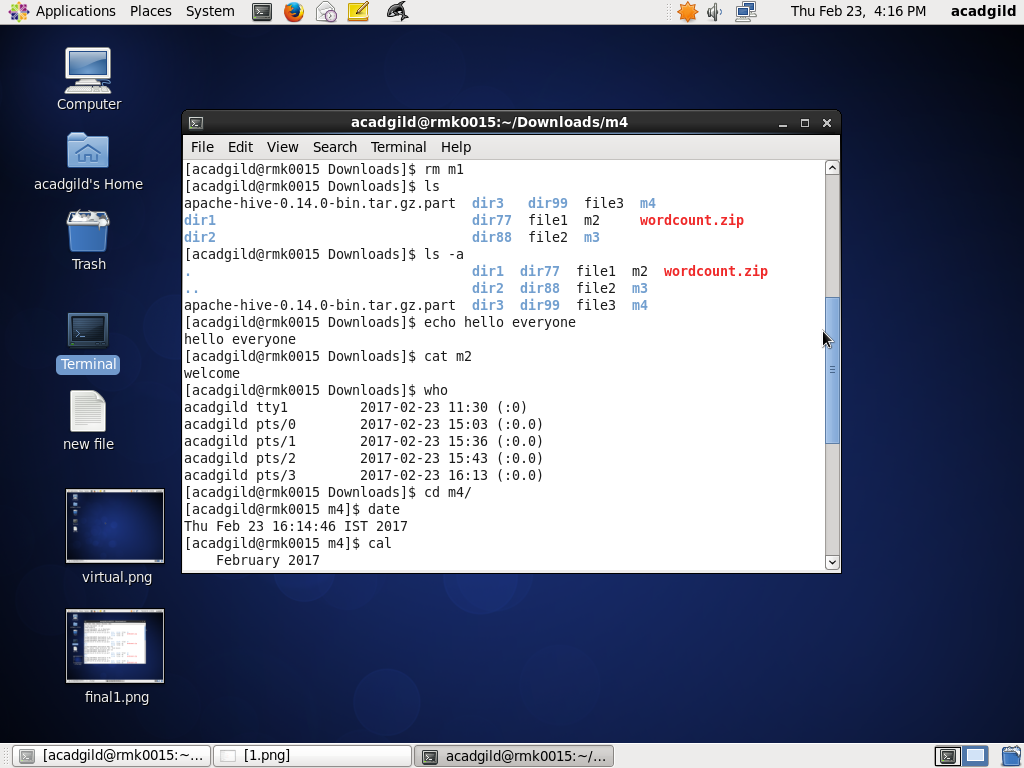 Applications Places System Thu Feb 23, 4:16 PM acadgild
Computer
acadgild's Home
Trash
Terminal
new file
virtual.png
final1.png
acadgild@rmk0015:~/Downloads/m4
File Edit View Search Terminal Help
[acadgild@rmk0015 Downloads]$ rm m1
[acadgild@rmk0015 Downloads]$ ls
apache-hive-0.14.0-bin.tar.gz.part  dir3   dir99  file3  m4
dir1                                dir77  file1  m2     wordcount.zip
dir2                                dir88  file2  m3
[acadgild@rmk0015 Downloads]$ ls -a
.                                   dir1  dir77  file1  m2  wordcount.zip
..                                  dir2  dir88  file2  m3
apache-hive-0.14.0-bin.tar.gz.part  dir3  dir99  file3  m4
[acadgild@rmk0015 Downloads]$ echo hello everyone
hello everyone
[acadgild@rmk0015 Downloads]$ cat m2
welcome
[acadgild@rmk0015 Downloads]$ who
acadgild tty1         2017-02-23 11:30 (:0)
acadgild pts/0        2017-02-23 15:03 (:0.0)
acadgild pts/1        2017-02-23 15:36 (:0.0)
acadgild pts/2        2017-02-23 15:43 (:0.0)
acadgild pts/3        2017-02-23 16:13 (:0.0)
[acadgild@rmk0015 Downloads]$ cd m4/
[acadgild@rmk0015 m4]$ date
Thu Feb 23 16:14:46 IST 2017
[acadgild@rmk0015 m4]$ cal
    February 2017
[acadgild@rmk0015:~... [1.png] acadgild@rmk0015:~/...